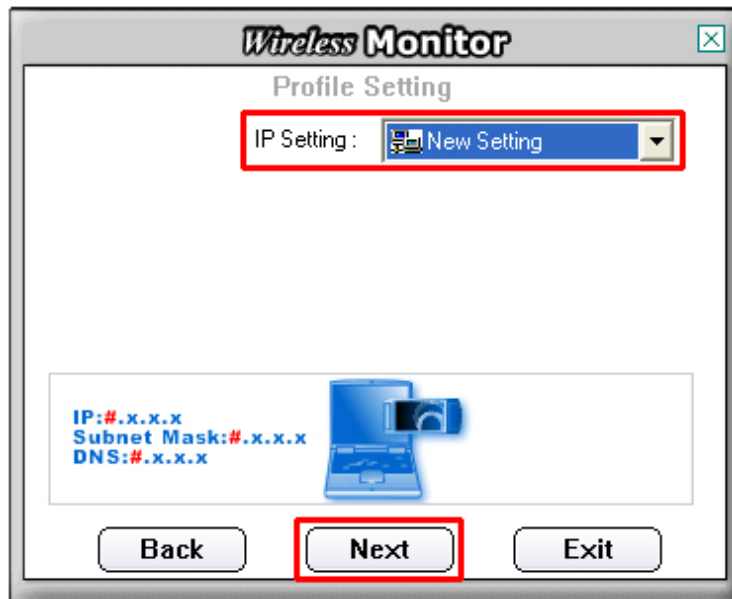 Wireless Monitor
Profile Setting
IP Setting : New Setting
IP:#.x.x.x
Subnet Mask:#.x.x.x
DNS:#.x.x.x
Back Next Exit